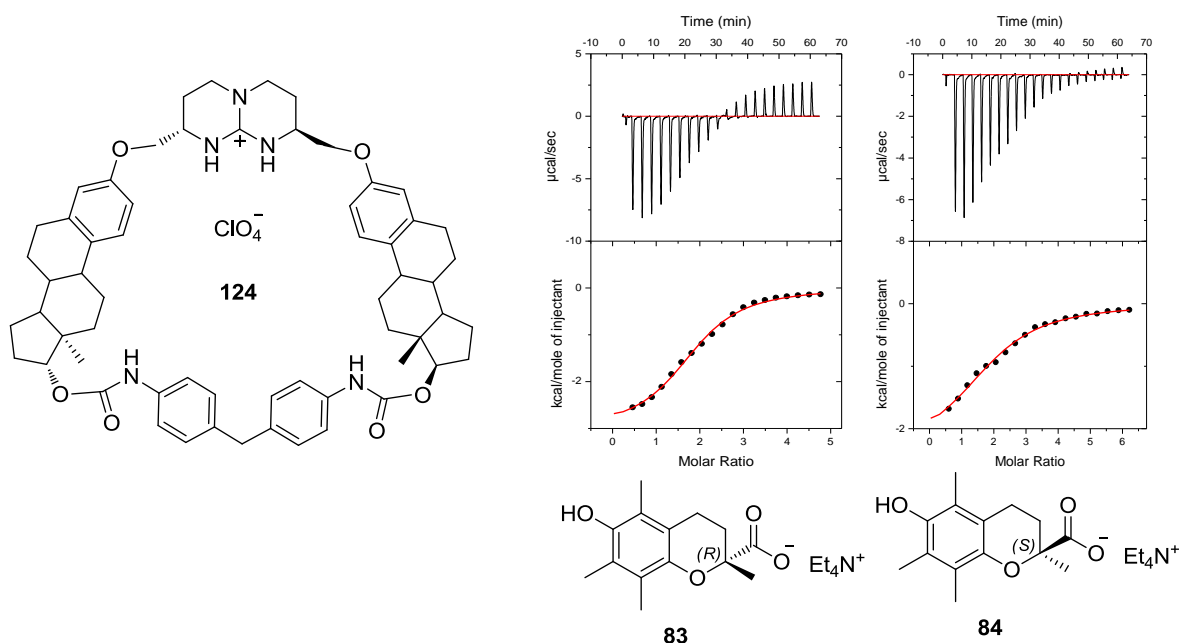 Time (min)
-10 0 10 20 30 40 50 60 70
5
0
-5
-10
µcal/sec
0
-2
kcal/mole of injectant
0 1 2 3 4 5
Molar Ratio
Time (min)
-10 0 10 20 30 40 50 60 70
0
-2
-4
-6
-8
µcal/sec
0
-1
-2
kcal/mole of injectant
0 1 2 3 4 5 6
Molar Ratio
N
N
H
+
N
H
O
O
ClO4−
124
H
N
O
O
H
N
O
O
HO
O
(R)
O
O−
Et4N+
83
HO
O
(S)
O
O−
Et4N+
84